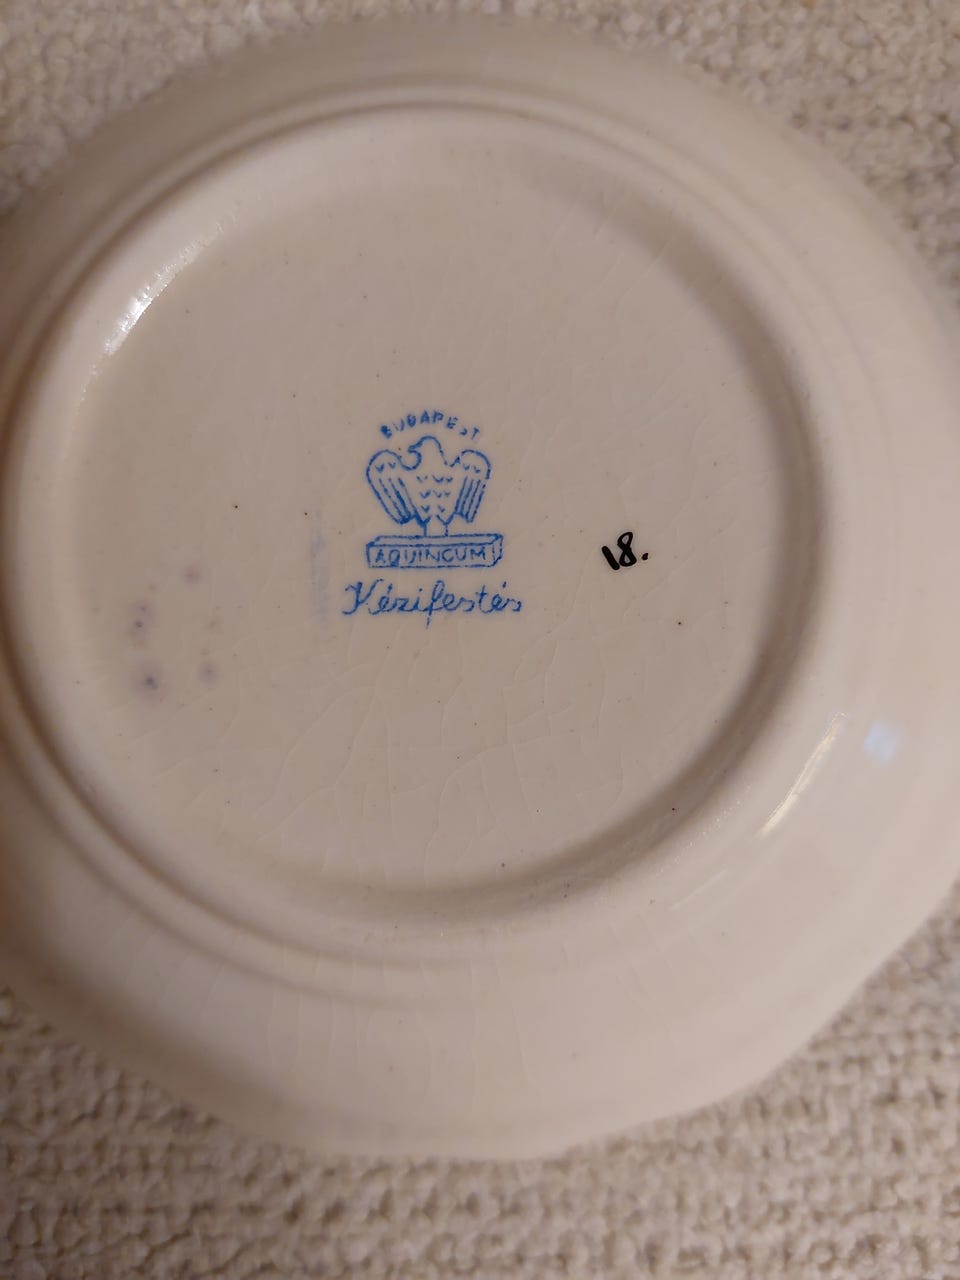 BUDAPEST
AQUINCUM
Kézifestés
18.